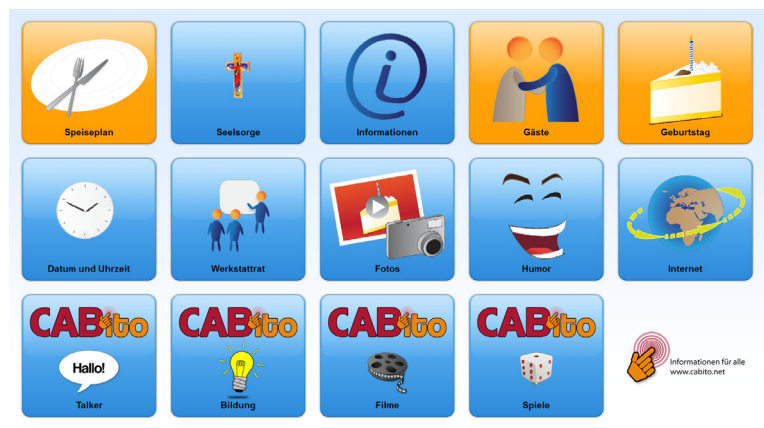 Speiseplan
Seelsorge
Informationen
Gäste
Geburtstag
Datum und Uhrzeit
Werkstattrat
Fotos
Humor
Internet
CABito
Hallo!
Talker
CABito
Bildung
CABito
Filme
CABito
Spiele
Informationen für alle
www.cabito.net